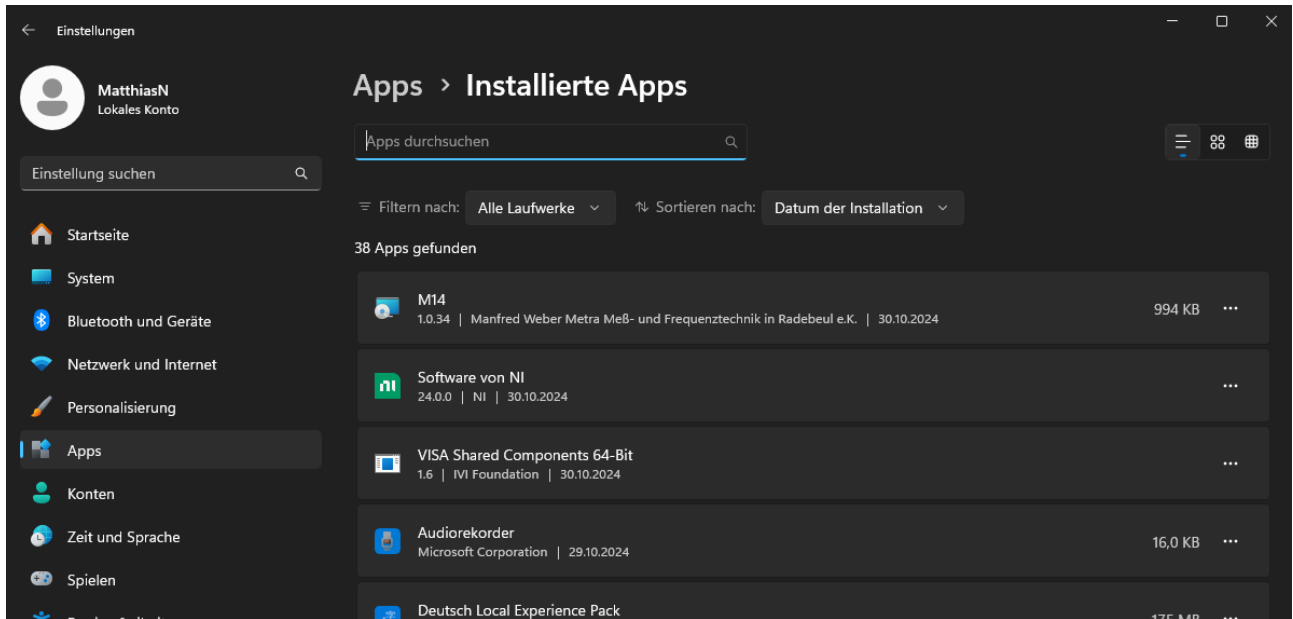 Einstellungen
MatthiasN
Lokales Konto
Einstellung suchen
Startseite
System
Bluetooth und Geräte
Netzwerk und Internet
Personalisierung
Apps
Konten
Zeit und Sprache
Spielen
Apps > Installierte Apps
Apps durchsuchen
Filtern nach: Alle Laufwerke Sortieren nach: Datum der Installation
38 Apps gefunden
M14
1.0.34 | Manfred Weber Metra Meß- und Frequenztechnik in Radebeul e.K. | 30.10.2024
994 KB
Software von NI
24.0.0 | NI | 30.10.2024
VISA Shared Components 64-Bit
1.6 | IVI Foundation | 30.10.2024
Audiorekorder
Microsoft Corporation | 29.10.2024
16,0 KB
Deutsch Local Experience Pack
175 MB